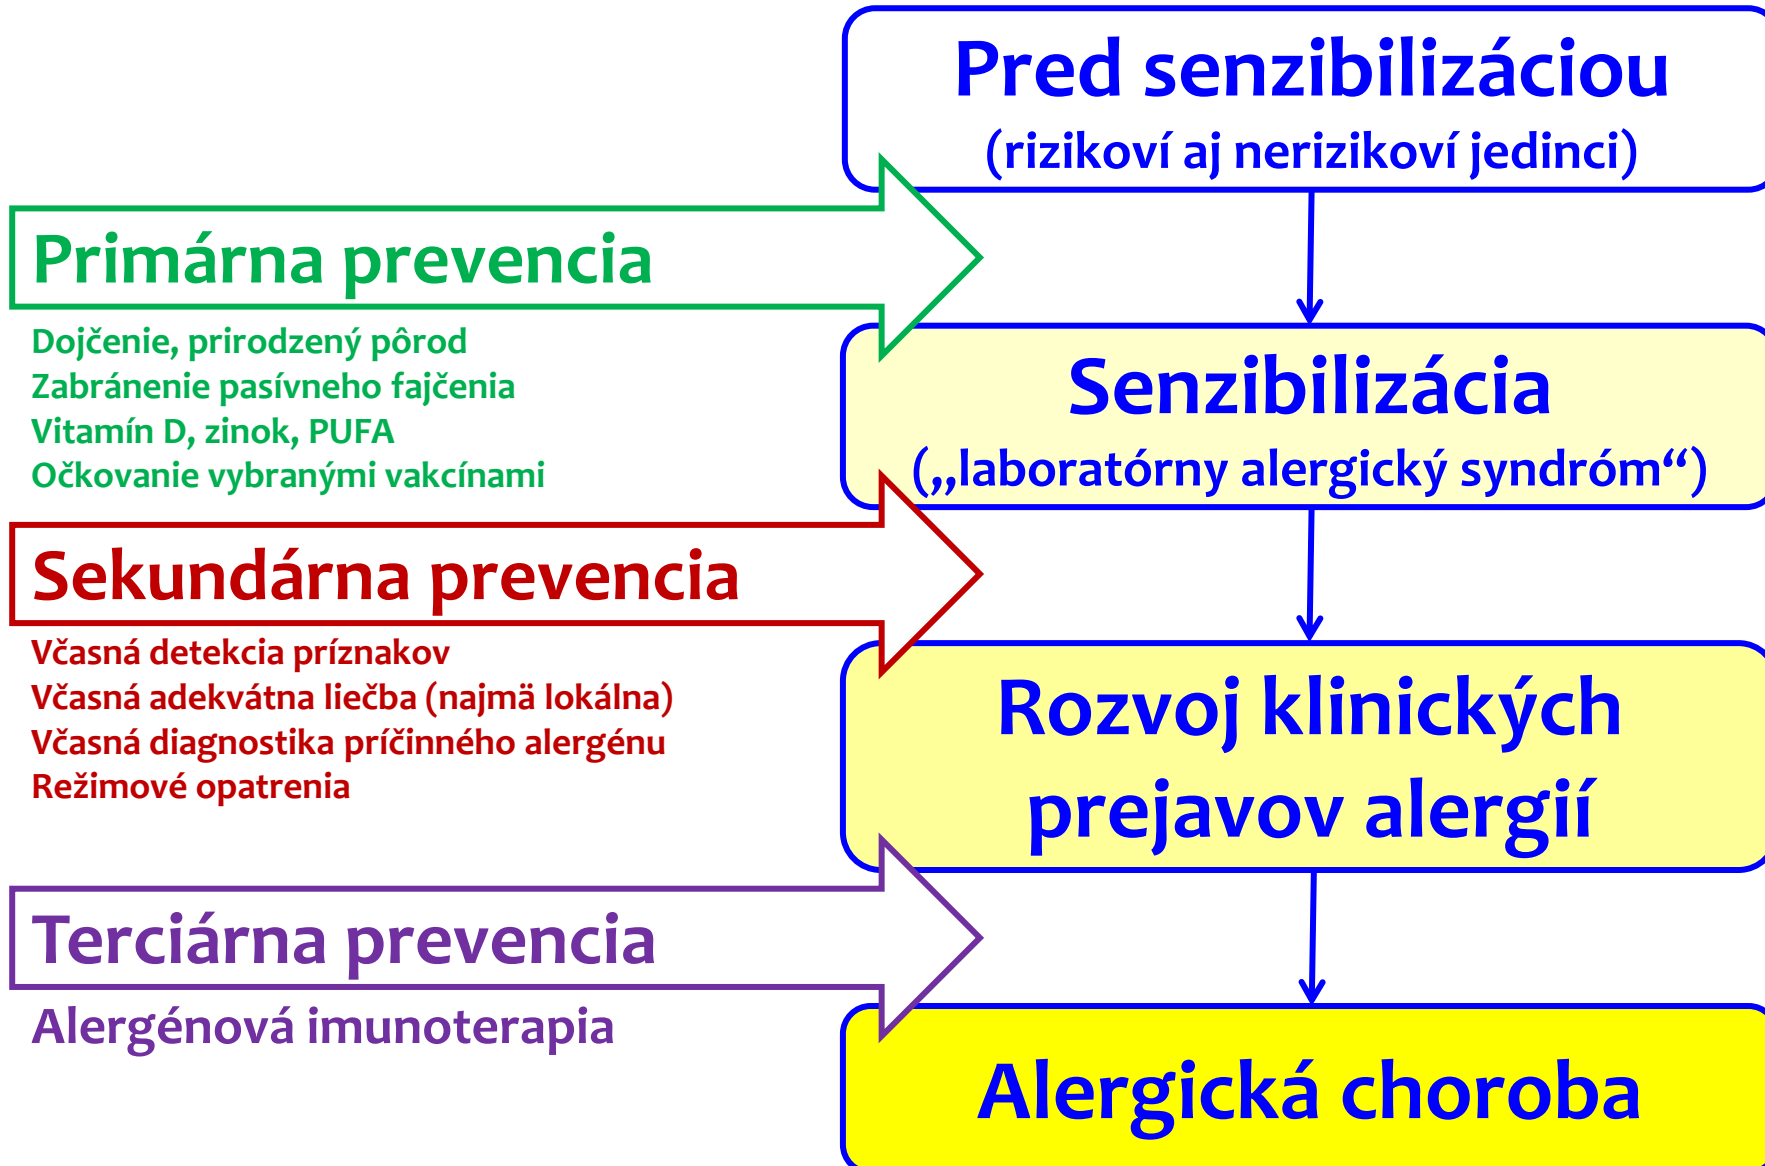 Pred senzibilizáciou
(rizikoví aj nerizikoví jedinci)
Primárna prevencia
Dojčenie, prirodzený pôrod
Zabránenie pasívneho fajčenia
Vitamín D, zinok, PUFA
Očkovanie vybranými vakcínami
Senzibilizácia
(„laboratórny alergický syndróm“)
Sekundárna prevencia
Včasná detekcia príznakov
Včasná adekvátna liečba (najmä lokálna)
Včasná diagnostika príčinného alergénu
Režimové opatrenia
Rozvoj klinických
prejavov alergií
Terciárna prevencia
Alergénová imunoterapia
Alergická choroba